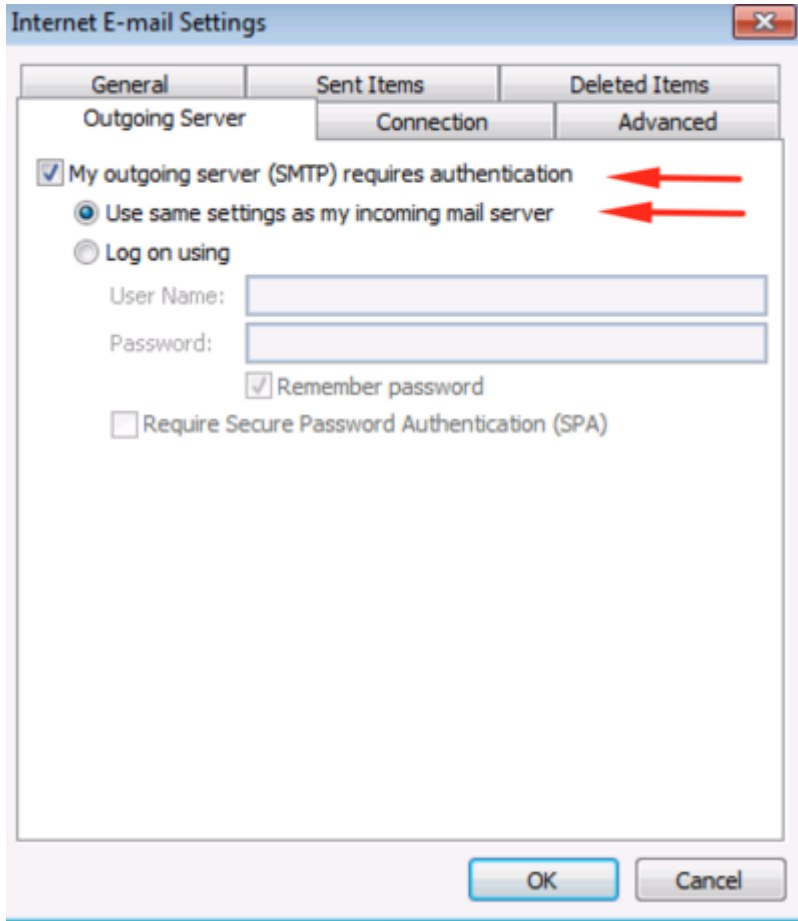 Internet E-mail Settings
General Sent Items Deleted Items
Outgoing Server Connection Advanced
My outgoing server (SMTP) requires authentication
Use same settings as my incoming mail server
Log on using
User Name:
Password:
Remember password
Require Secure Password Authentication (SPA)
OK Cancel